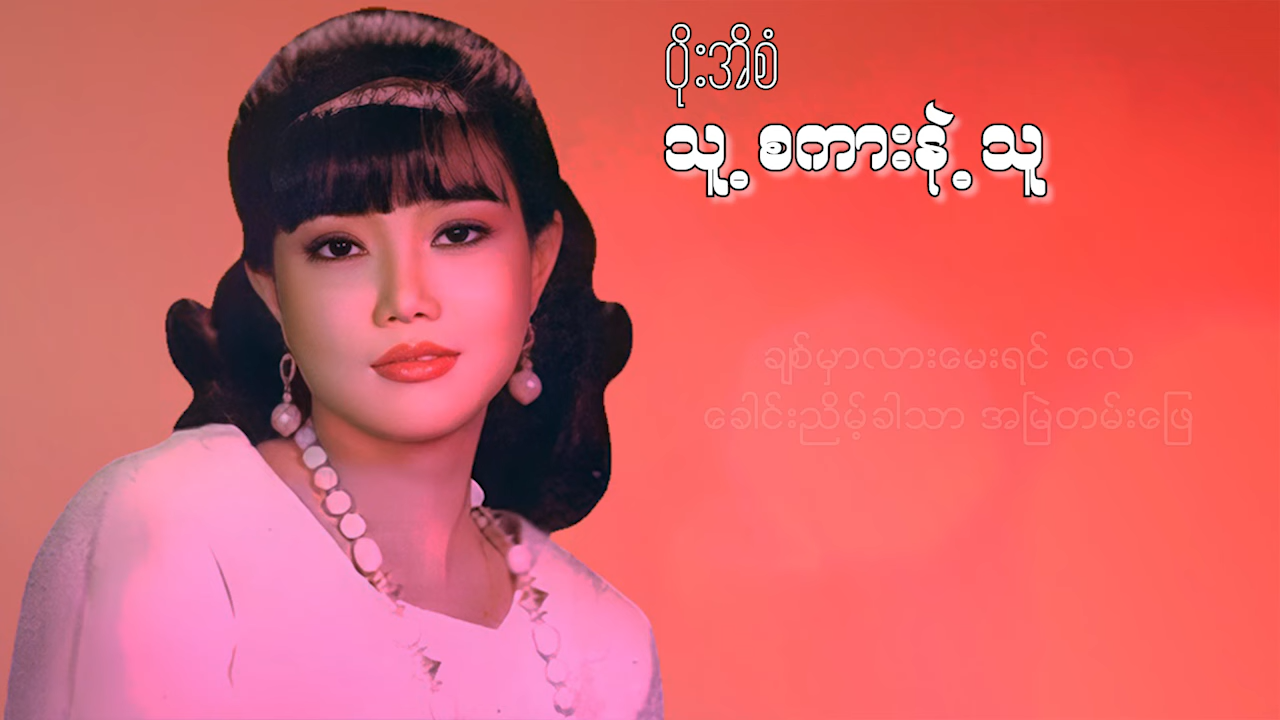 ပိုးအိစံ
သူ့ စကားနဲ့ သူ
ချစ်မှာလားမေးရင် လေ
ခေါင်းညိမ့်ခါသာ အမြဲတမ်းဖြေ